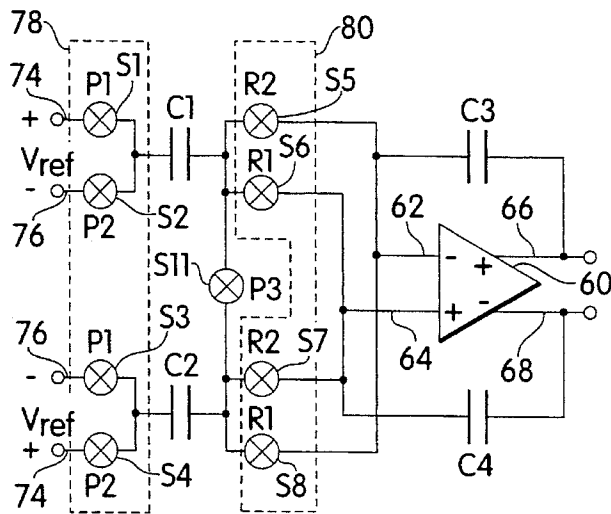 78
80
74
P1
S1
C1
R2
S5
C3
+
Vref
R1
S6
-
P2
S2
62
-
+
66
76
S11
P3
60
+
-
64
68
76
P1
S3
C2
R2
S7
-
Vref
R1
C4
+
P2
S4
S8
74